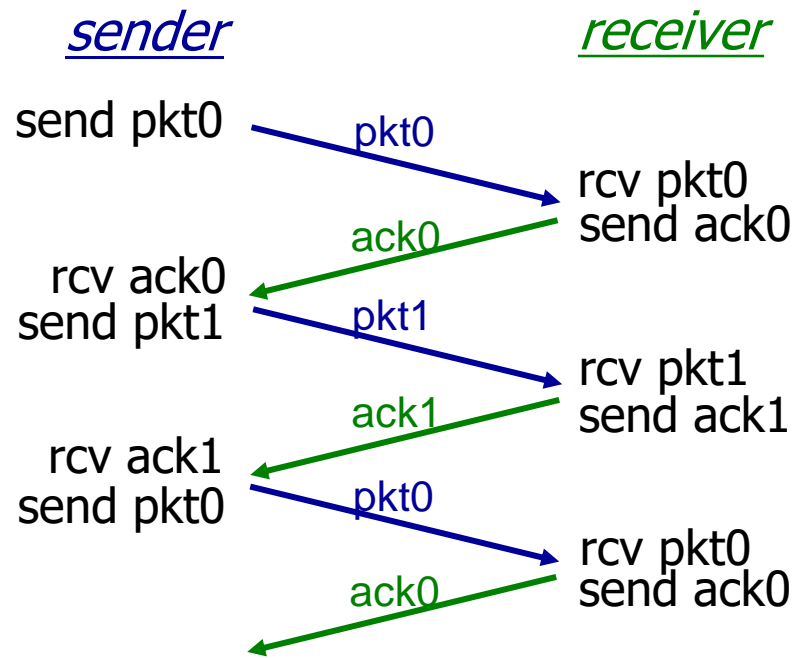 sender
receiver
send pkt0
pkt0
rcv pkt0
send ack0
ack0
rcv ack0
send pkt1
pkt1
rcv pkt1
send ack1
ack1
rcv ack1
send pkt0
pkt0
rcv pkt0
send ack0
ack0